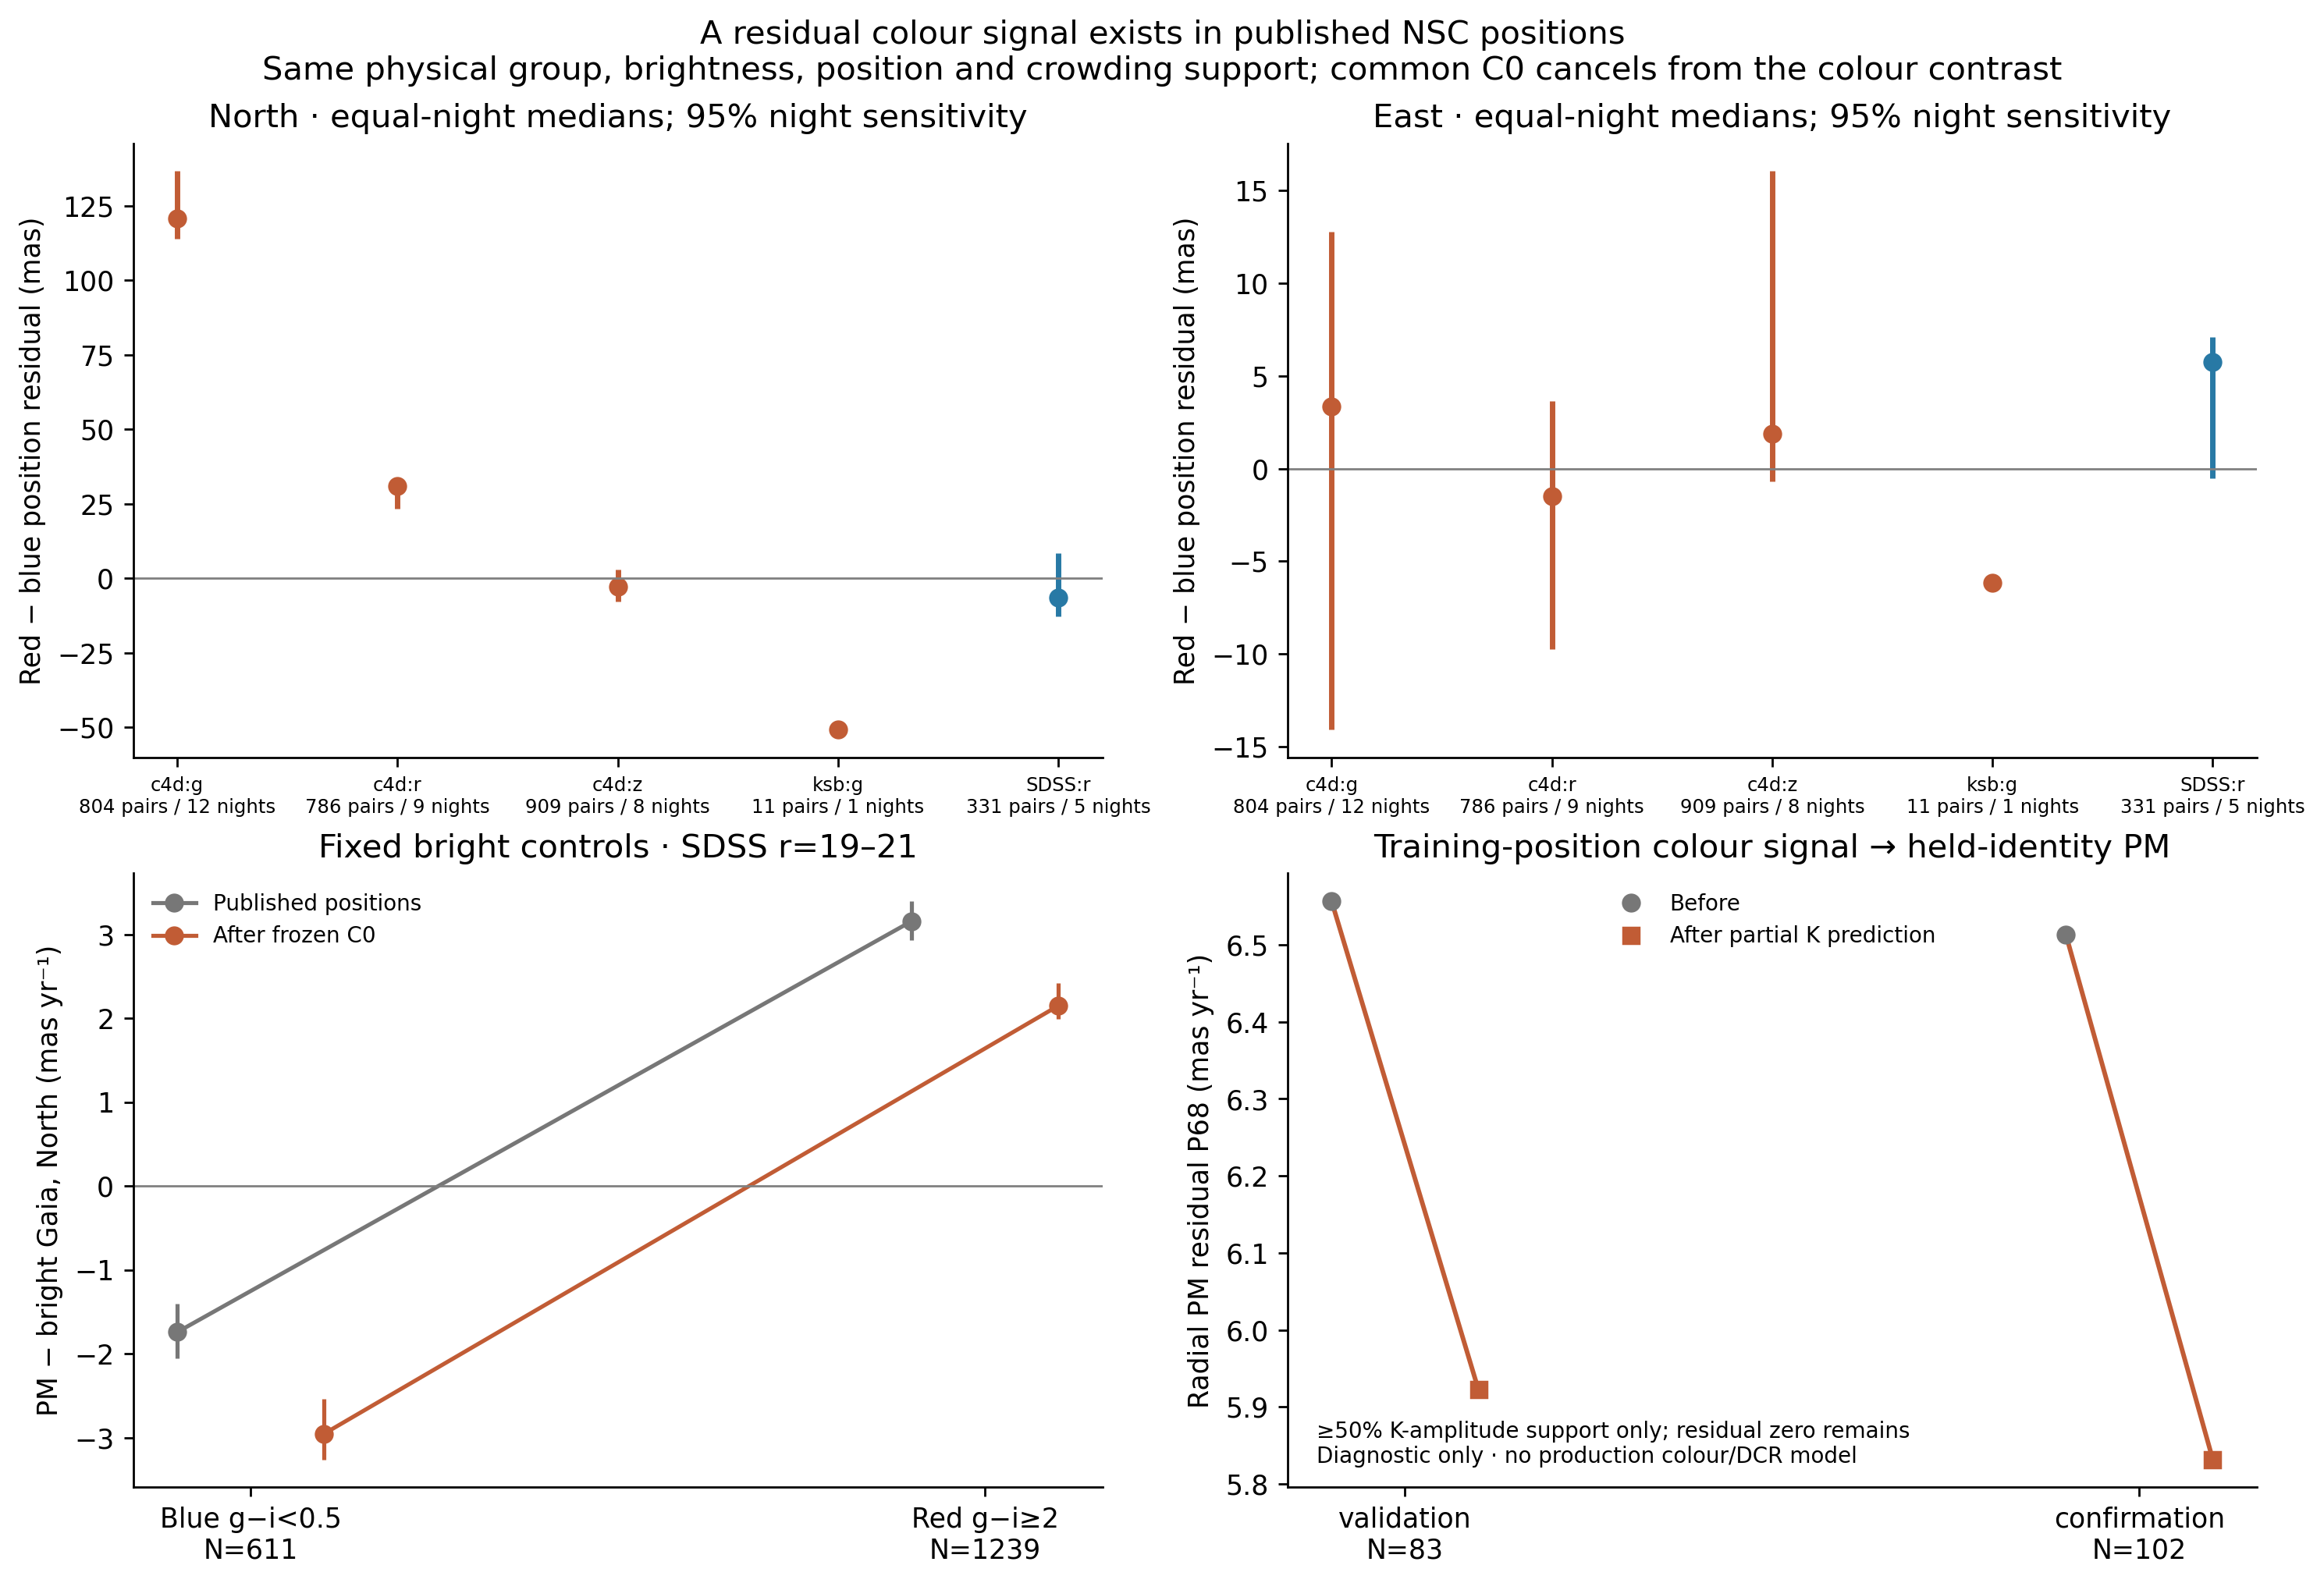 A residual colour signal exists in published NSC positions
Same physical group, brightness, position and crowding support; common C0 cancels from the colour contrast
North · equal-night medians; 95% night sensitivity
Red − blue position residual (mas)
125
100
75
50
25
0
−25
−50
c4d:g
804 pairs / 12 nights
c4d:r
786 pairs / 9 nights
c4d:z
909 pairs / 8 nights
ksb:g
11 pairs / 1 nights
SDSS:r
331 pairs / 5 nights
East · equal-night medians; 95% night sensitivity
Red − blue position residual (mas)
15
10
5
0
−5
−10
−15
c4d:g
804 pairs / 12 nights
c4d:r
786 pairs / 9 nights
c4d:z
909 pairs / 8 nights
ksb:g
11 pairs / 1 nights
SDSS:r
331 pairs / 5 nights
Fixed bright controls · SDSS r=19–21
PM − bright Gaia, North (mas yr⁻¹)
Published positions
After frozen C0
3
2
1
0
−1
−2
−3
Blue g−i<0.5
N=611
Red g−i≥2
N=1239
Training-position colour signal → held-identity PM
Radial PM residual P68 (mas yr⁻¹)
Before
After partial K prediction
6.5
6.4
6.3
6.2
6.1
6.0
5.9
5.8
≥50% K-amplitude support only; residual zero remains
Diagnostic only · no production colour/DCR model
validation
N=83
confirmation
N=102